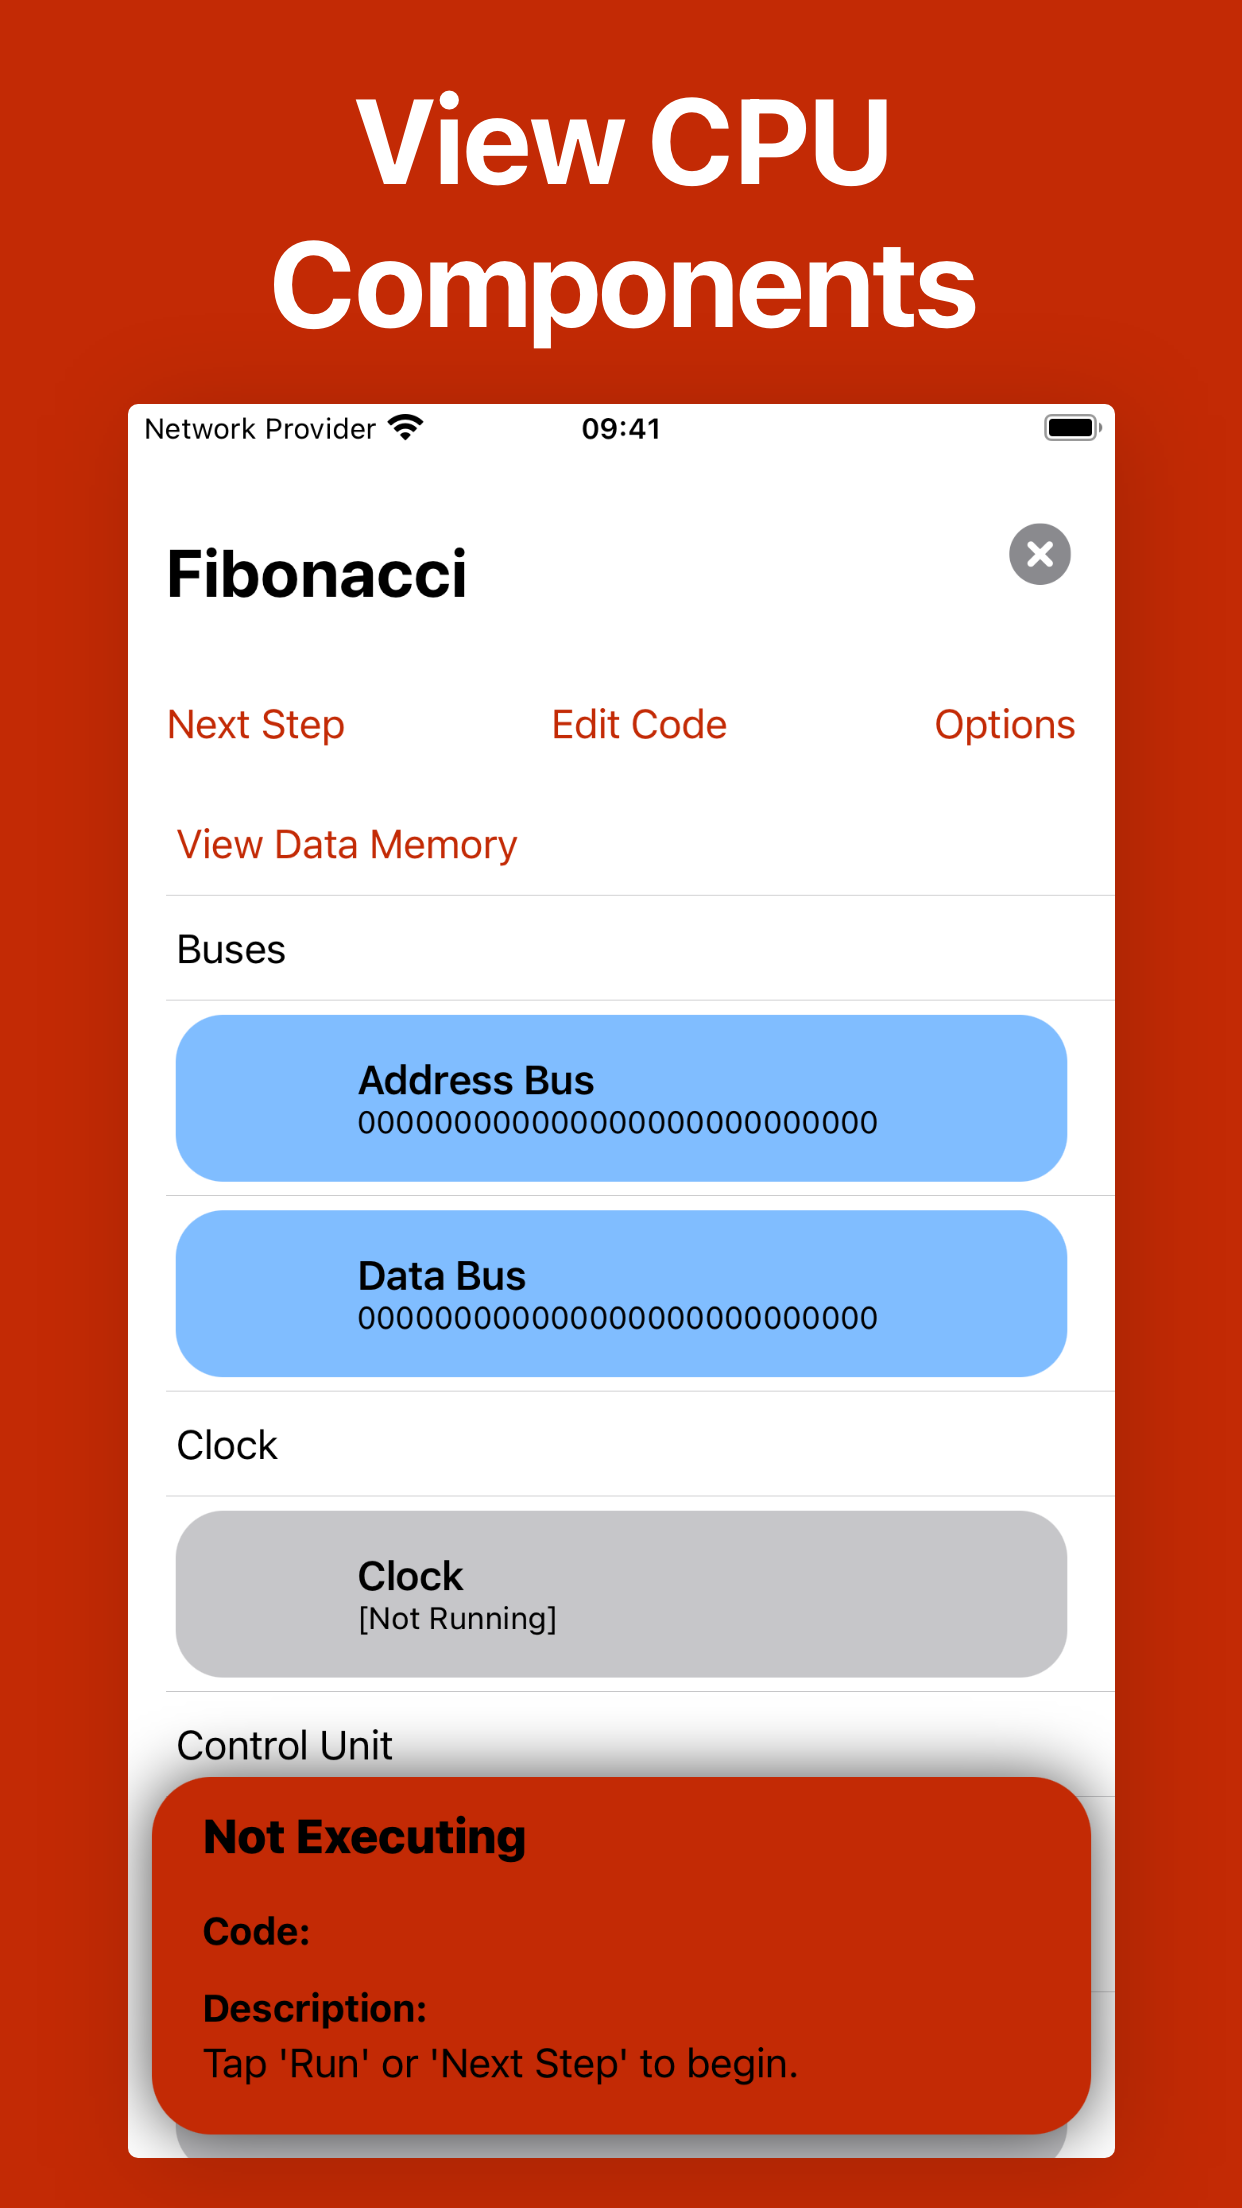 View CPU
Components
Network Provider
09:41
Fibonacci
Next Step
Edit Code
Options
View Data Memory
Buses
Address Bus
000000000000000000000000000
Data Bus
000000000000000000000000000
Clock
Clock
[Not Running]
Control Unit
Not Executing
Code:
Description:
Tap 'Run' or 'Next Step' to begin.